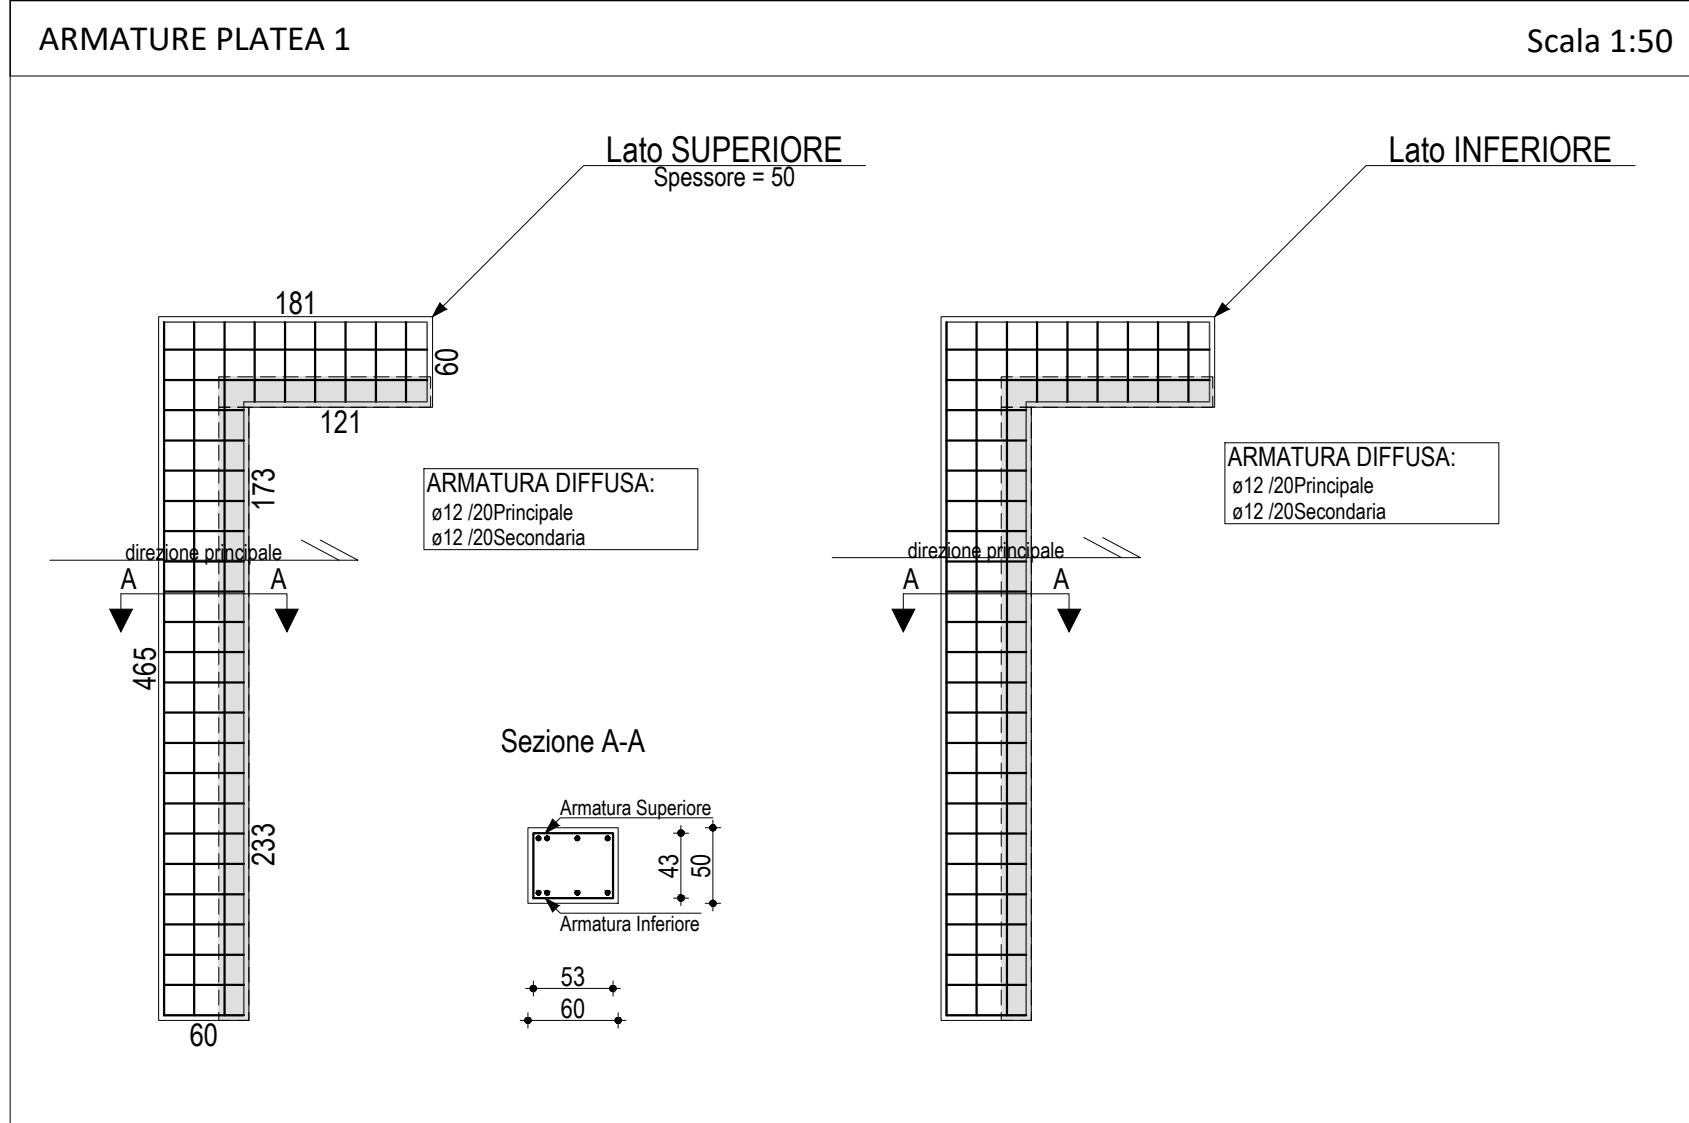 ARMATURE PLATEA 1
Scala 1:50
Lato SUPERIORE
Spessore = 50
Lato INFERIORE
181
60
121
173
ARMATURA DIFFUSA:
ø12 /20Principale
ø12 /20Secondaria
ARMATURA DIFFUSA:
ø12 /20Principale
ø12 /20Secondaria
direzione principale
A
A
direzione principale
A
A
465
233
60
Sezione A-A
Armatura Superiore
43
50
Armatura Inferiore
53
60